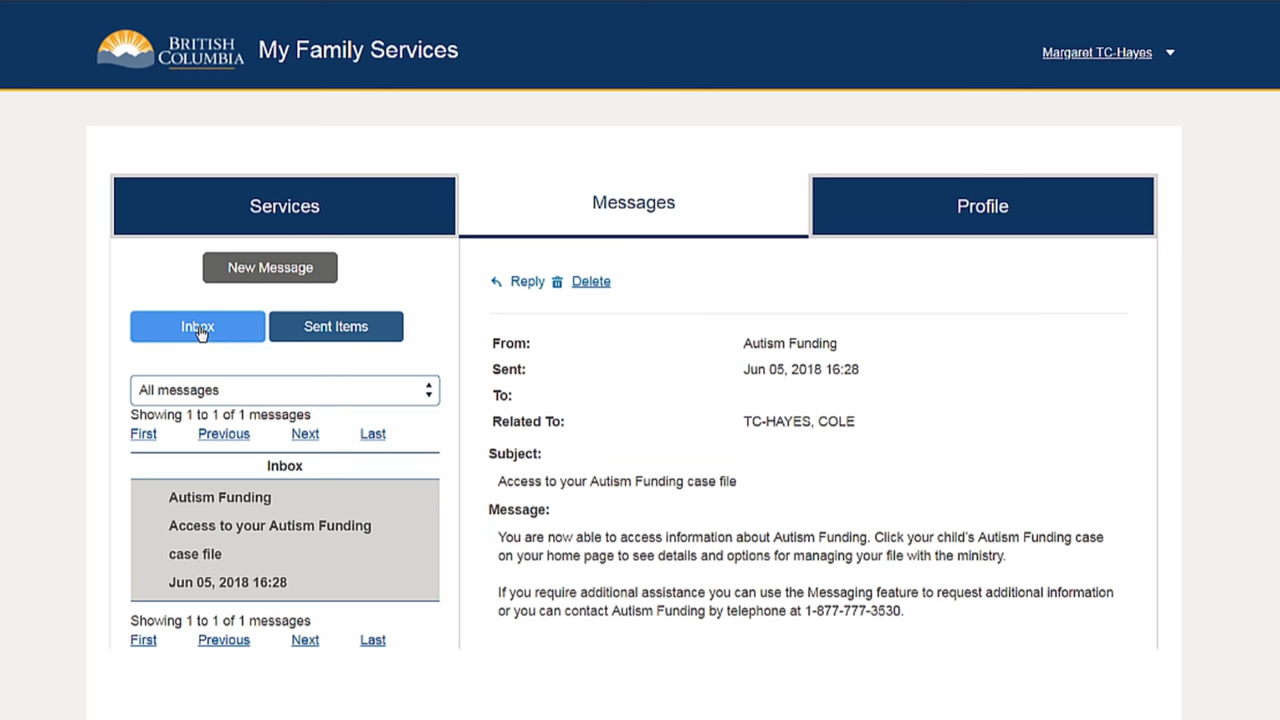 BRITISH
COLUMBIA
My Family Services
Margaret TC-Hayes
Services
Messages
Profile
New Message
Inbox
Sent Items
All messages
Showing 1 to 1 of 1 messages
First Previous Next Last
Inbox
Autism Funding
Access to your Autism Funding
case file
Jun 05, 2018 16:28
Showing 1 to 1 of 1 messages
First Previous Next Last
Reply Delete
From: Autism Funding
Sent: Jun 05, 2018 16:28
To:
Related To: TC-HAYES, COLE
Subject:
Access to your Autism Funding case file
Message:
You are now able to access information about Autism Funding. Click your child's Autism Funding case
on your home page to see details and options for managing your file with the ministry.
If you require additional assistance you can use the Messaging feature to request additional information
or you can contact Autism Funding by telephone at 1-877-777-3530.